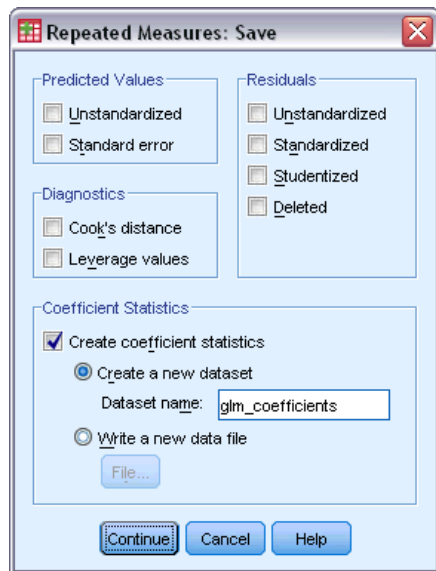 Repeated Measures: Save
Predicted Values
Unstandardized
Standard error
Residuals
Unstandardized
Standardized
Studentized
Deleted
Diagnostics
Cook's distance
Leverage values
Coefficient Statistics
Create coefficient statistics
Create a new dataset
Dataset name: glm_coefficients
Write a new data file
File...
Continue Cancel Help